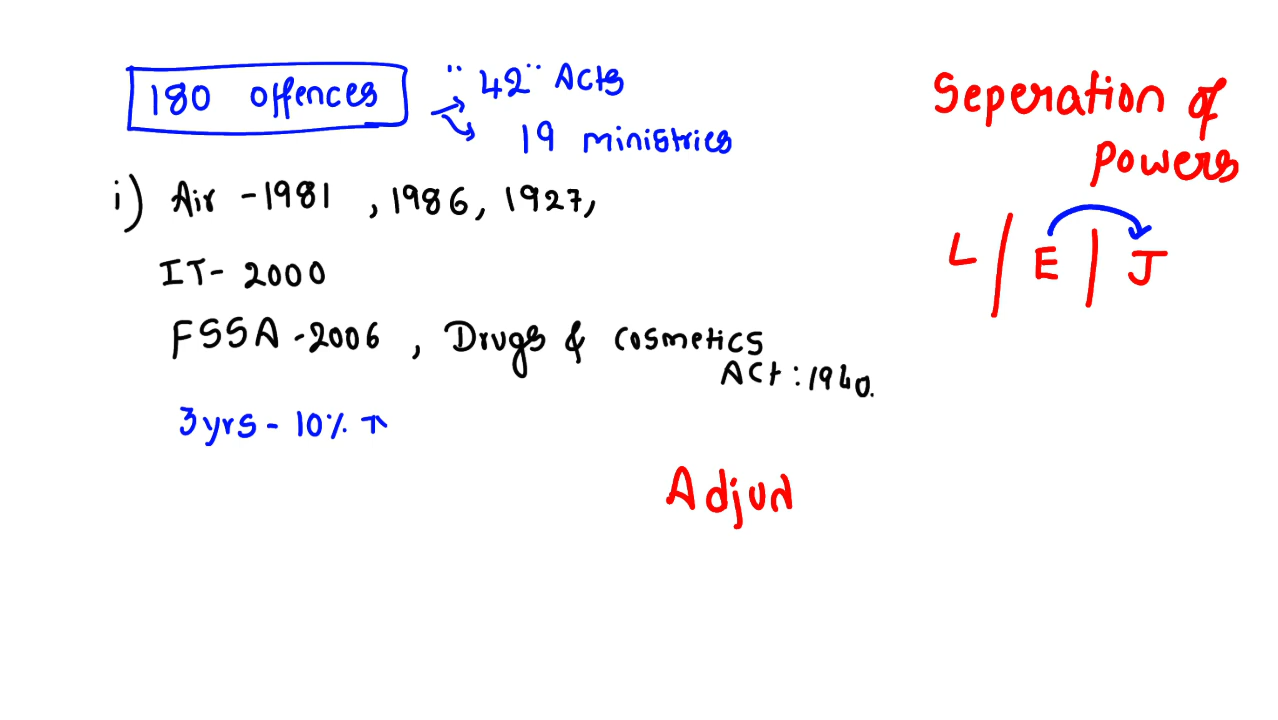 180 offences
"42" Acts
19 ministries
i) Air - 1981 , 1986, 1927,
IT- 2000
FSSA - 2006 , Drugs & cosmetics
Act : 1940.
3yrs - 10% ↑
Seperation of
Powers
L / E | J
Adjud